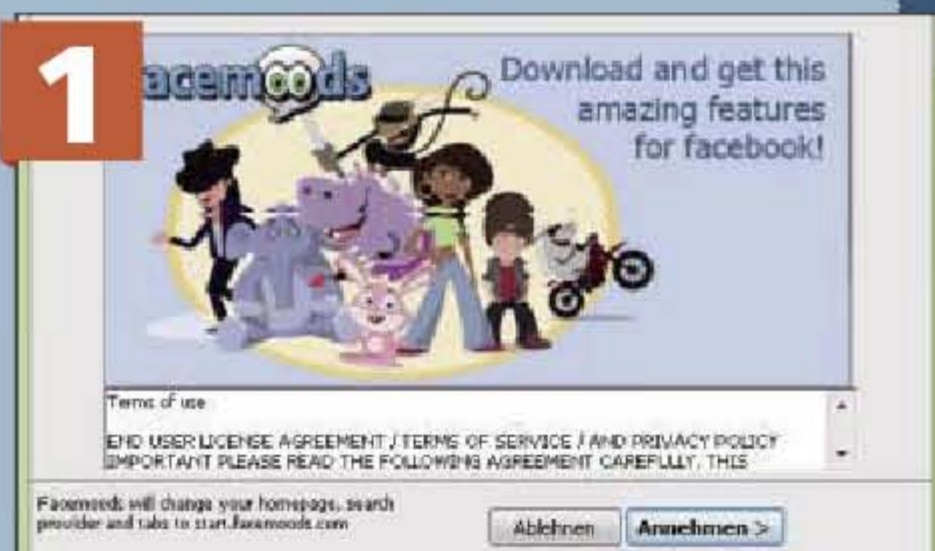 1
facemoods
Download and get this
amazing features
for facebook!
Terms of use
END USER LICENSE AGREEMENT / TERMS OF SERVICE / AND PRIVACY POLICY
IMPORTANT PLEASE READ THE FOLLOWING AGREEMENT CAREFULLY. THIS
Facemoods will change your homepage, search
provider and tabs to start.facemoods.com
Ablehnen
Annehmen >